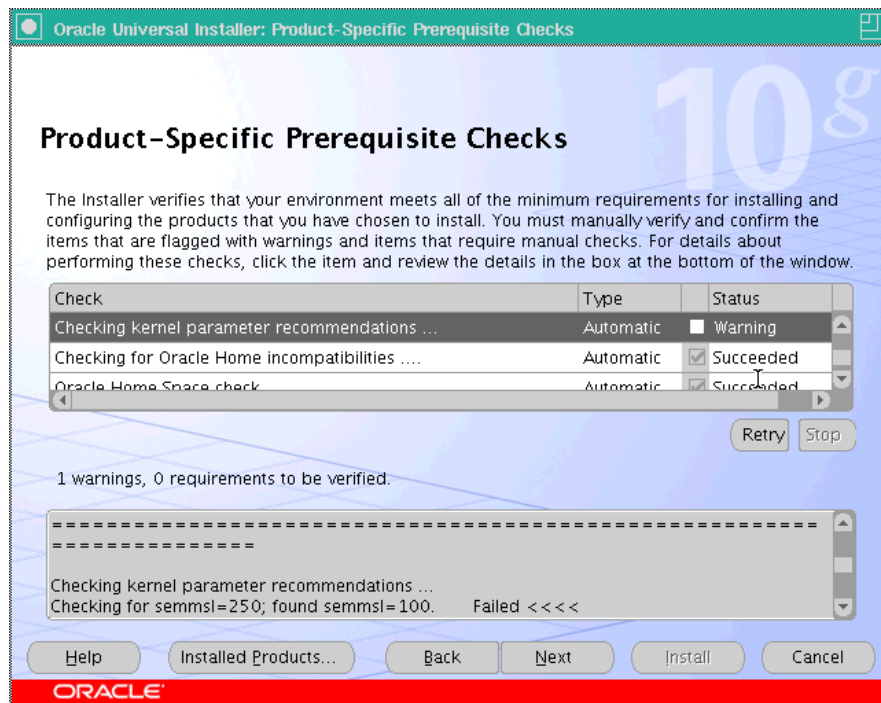 Oracle Universal Installer: Product-Specific Prerequisite Checks
10g
Product-Specific Prerequisite Checks
The Installer verifies that your environment meets all of the minimum requirements for installing and
configuring the products that you have chosen to install. You must manually verify and confirm the
items that are flagged with warnings and items that require manual checks. For details about
performing these checks, click the item and review the details in the box at the bottom of the window.
Check Type Status
Checking kernel parameter recommendations ... Automatic Warning
Checking for Oracle Home incompatibilities .... Automatic Succeeded
Oracle Home Space check Automatic Succeeded
Retry Stop
1 warnings, 0 requirements to be verified.
========================================================
===============
Checking kernel parameter recommendations ...
Checking for semmsl=250; found semmsl=100. Failed <<<<
Help Installed Products... Back Next Install Cancel
ORACLE